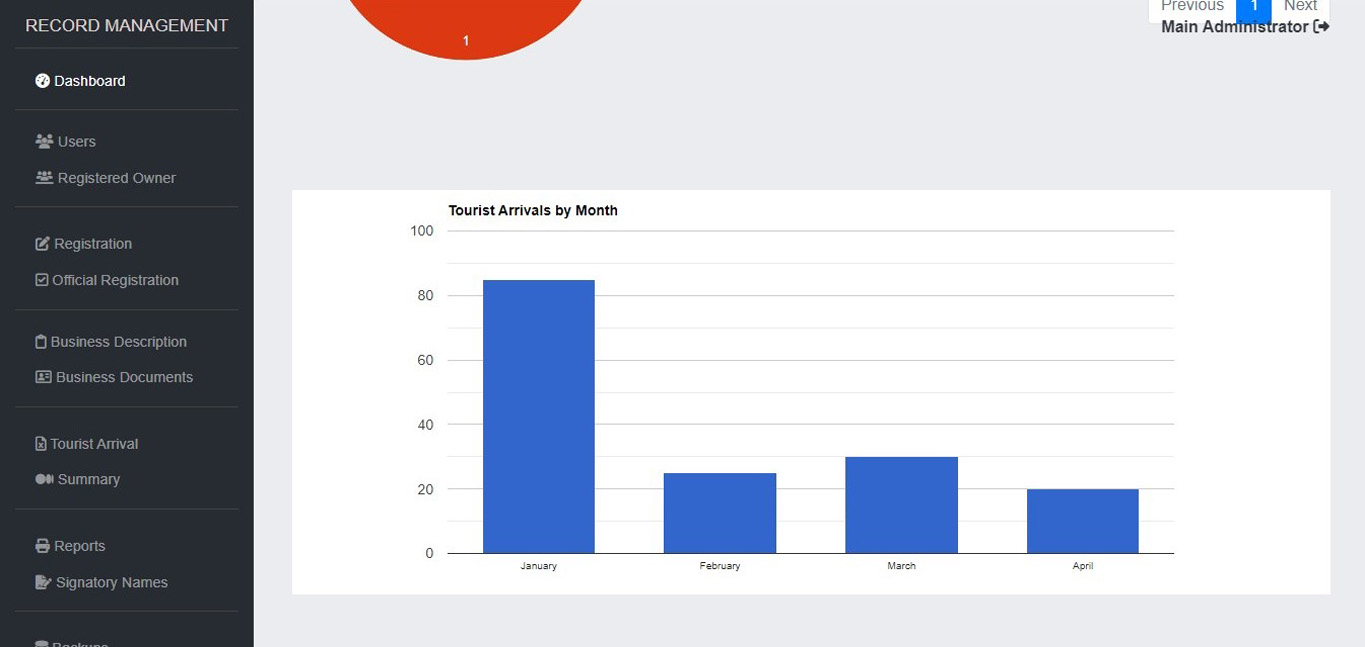 RECORD MANAGEMENT
Dashboard
Users
Registered Owner
Registration
Official Registration
Business Description
Business Documents
Tourist Arrival
Summary
Reports
Signatory Names
Backups
1
Previous 1 Next
Main Administrator
Tourist Arrivals by Month
100
80
60
40
20
0
January February March April